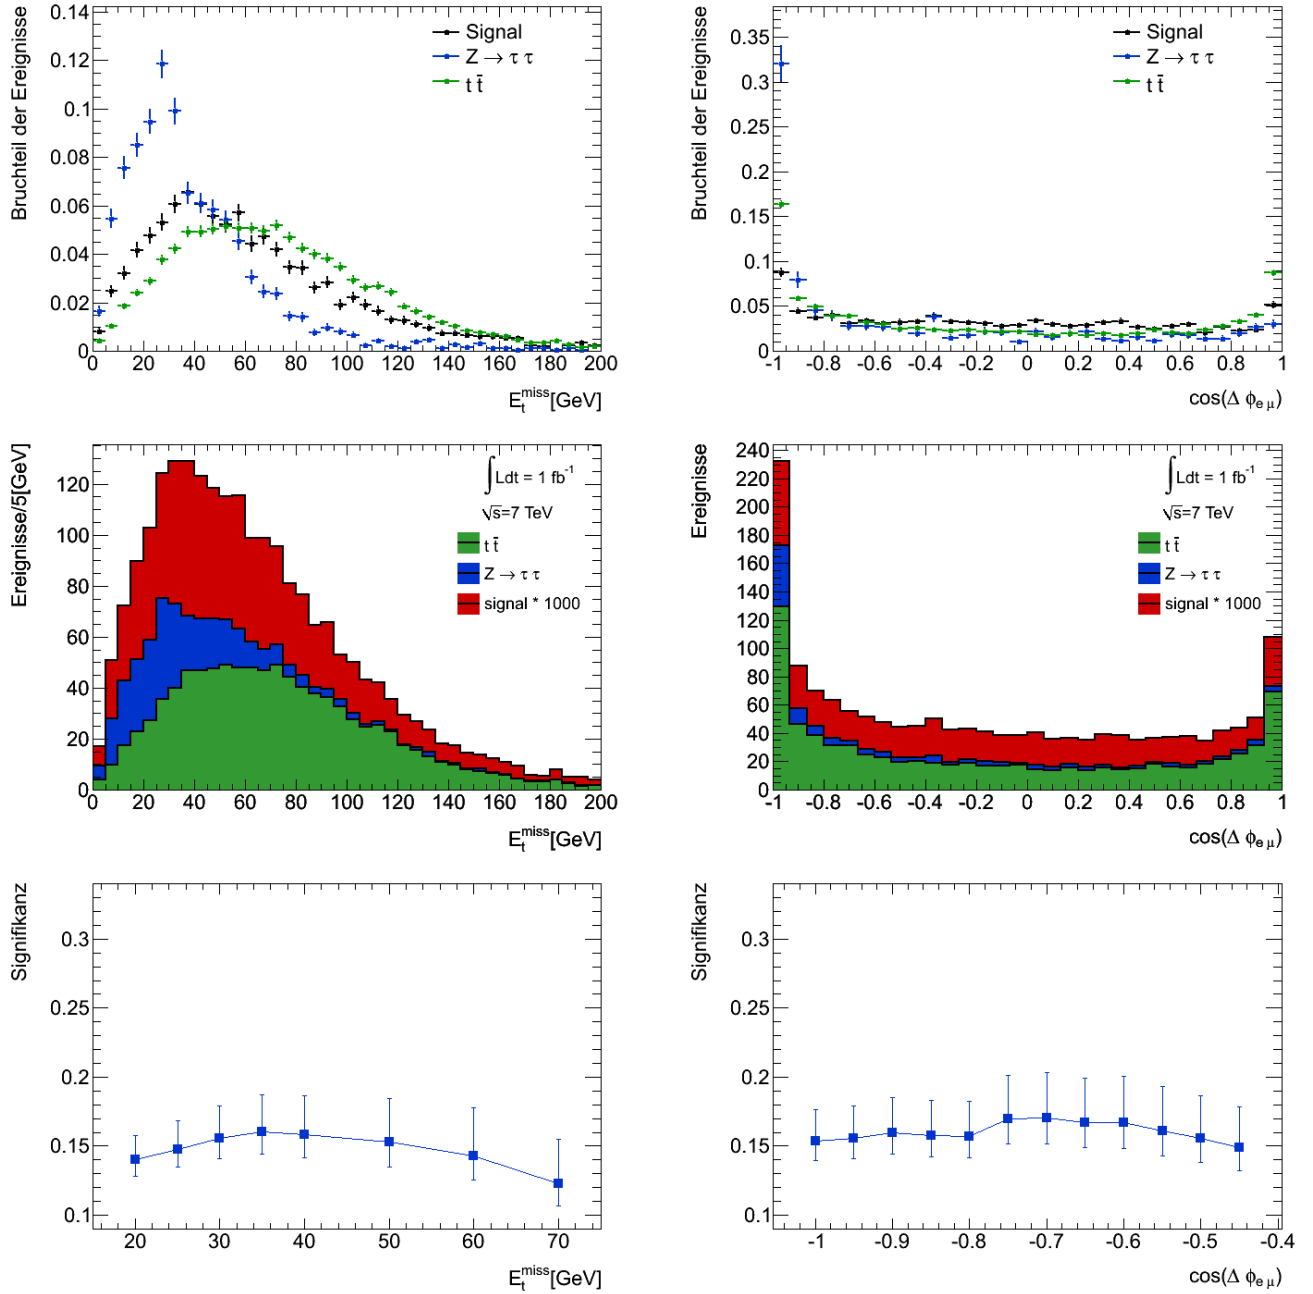 Bruchteil der Ereignisse
0.12
0.1
0.08
0.06
0.04
0.02
0
Signal
Z → τ τ
t t̄
0 20 40 60 80 100 120 140 160 180 200
E_t^miss[GeV]
Bruchteil der Ereignisse
0.35
0.3
0.25
0.2
0.15
0.1
0.05
0
Signal
Z → τ τ
t t̄
-1 -0.8 -0.6 -0.4 -0.2 0 0.2 0.4 0.6 0.8 1
cos(Δ ϕ_e μ)
Ereignisse/5[GeV]
120
100
80
60
40
20
0
∫ Ldt = 1 fb⁻¹
√s=7 TeV
t t̄
Z → τ τ
signal * 1000
0 20 40 60 80 100 120 140 160 180 200
E_t^miss[GeV]
Ereignisse
240
220
200
180
160
140
120
100
80
60
40
20
0
∫ Ldt = 1 fb⁻¹
√s=7 TeV
t t̄
Z → τ τ
signal * 1000
-1 -0.8 -0.6 -0.4 -0.2 0 0.2 0.4 0.6 0.8 1
cos(Δ ϕ_e μ)
Signifikanz
0.3
0.25
0.2
0.15
0.1
20 30 40 50 60 70
E_t^miss[GeV]
Signifikanz
0.3
0.25
0.2
0.15
0.1
-1 -0.9 -0.8 -0.7 -0.6 -0.5 -0.4
cos(Δ ϕ_e μ)